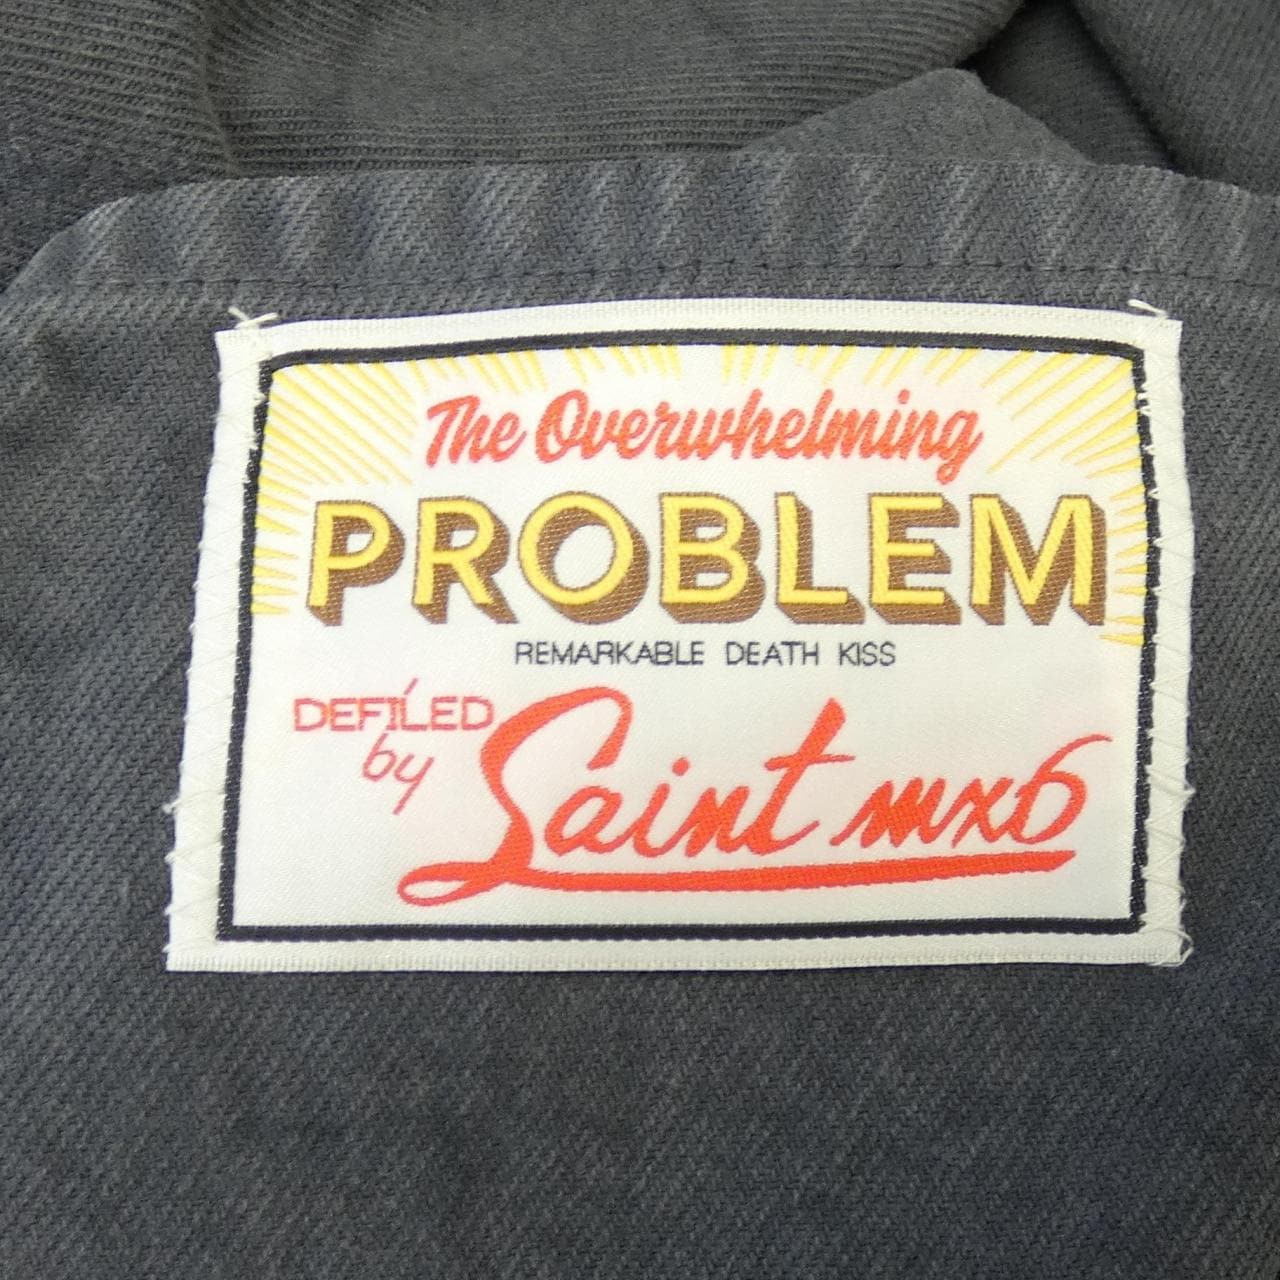 The Overwhelming
PROBLEM
REMARKABLE DEATH KISS
DEFILED
by
Saint mx6